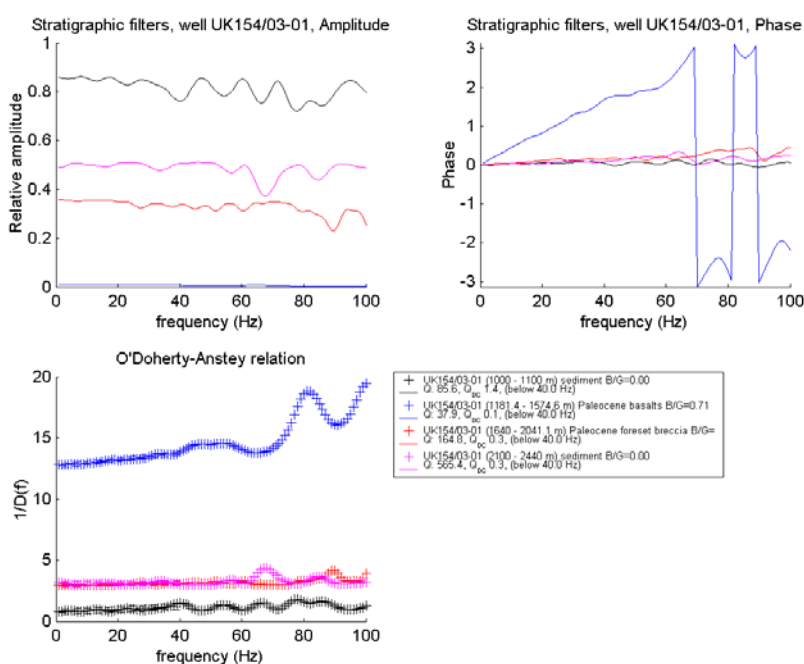 Stratigraphic filters, well UK154/03-01, Amplitude
Relative amplitude
1
0.8
0.6
0.4
0.2
0
0 20 40 60 80 100
frequency (Hz)
Stratigraphic filters, well UK154/03-01, Phase
Phase
3
2
1
0
-1
-2
-3
0 20 40 60 80 100
frequency (Hz)
O'Doherty-Anstey relation
1/D(f)
20
15
10
5
0
0 20 40 60 80 100
frequency (Hz)
UK154/03-01 (1000 - 1100 m) sediment B/G=0.00
Q: 85.6, Q_DC 1.4, (below 40.0 Hz)
UK154/03-01 (1181.4 - 1574.6 m) Paleocene basalts B/G=0.71
Q: 37.9, Q_DC 0.1, (below 40.0 Hz)
UK154/03-01 (1640 - 2041.1 m) Paleocene foreset breccia B/G=
Q: 164.8, Q_DC 0.3, (below 40.0 Hz)
UK154/03-01 (2100 - 2440 m) sediment B/G=0.00
Q: 565.4, Q_DC 0.3, (below 40.0 Hz)